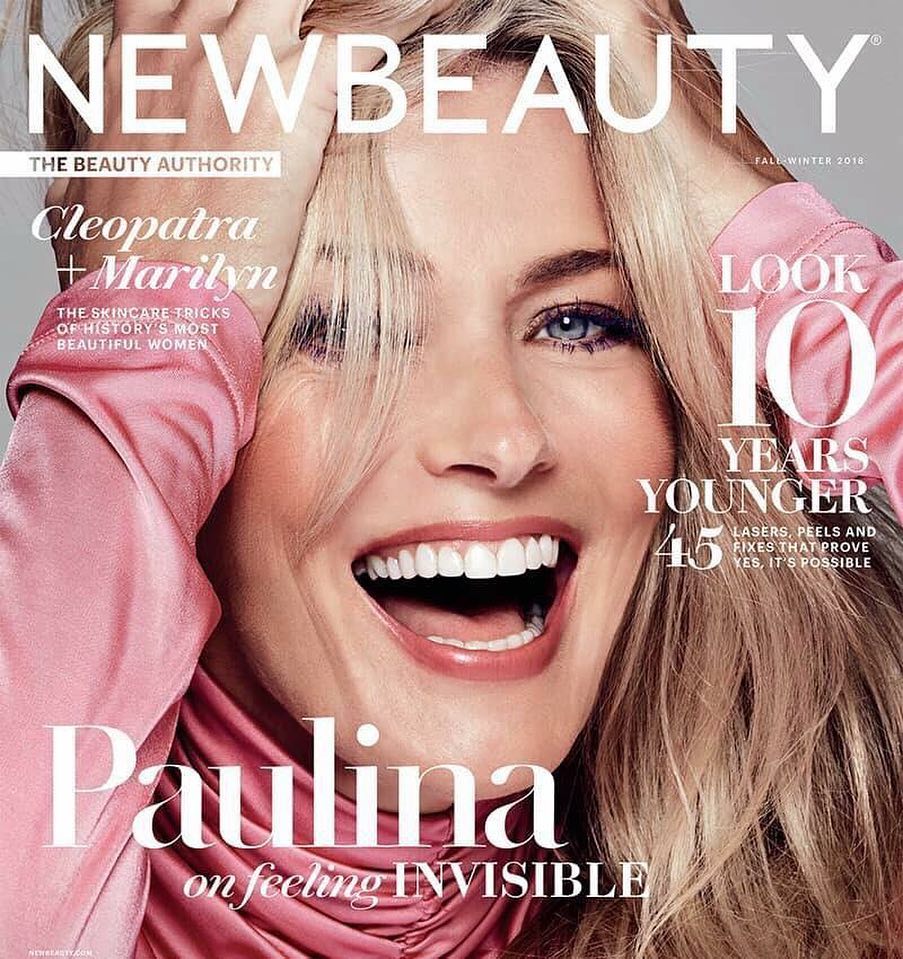 NEWBEAUTY®
THE BEAUTY AUTHORITY
FALL-WINTER 2018
Cleopatra
+ Marilyn
THE SKINCARE TRICKS
OF HISTORY'S MOST
BEAUTIFUL WOMEN
LOOK
10
YEARS
YOUNGER
45 LASERS, PEELS AND
FIXES THAT PROVE
YES, IT'S POSSIBLE
Paulina
on feeling INVISIBLE
NEWBEAUTY.COM